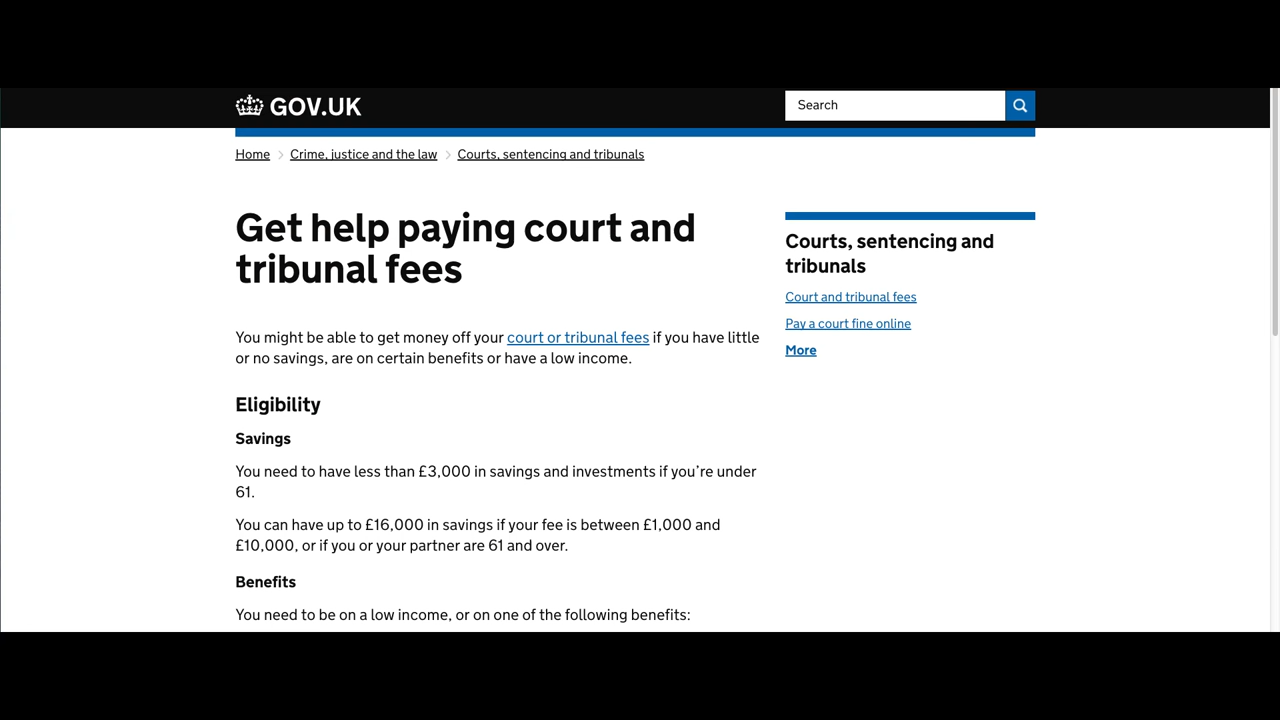 GOV.UK
Search
Home > Crime, justice and the law > Courts, sentencing and tribunals
Get help paying court and
tribunal fees
You might be able to get money off your court or tribunal fees if you have little
or no savings, are on certain benefits or have a low income.
Eligibility
Savings
You need to have less than £3,000 in savings and investments if you’re under
61.
You can have up to £16,000 in savings if your fee is between £1,000 and
£10,000, or if you or your partner are 61 and over.
Benefits
You need to be on a low income, or on one of the following benefits:
Courts, sentencing and
tribunals
Court and tribunal fees
Pay a court fine online
More